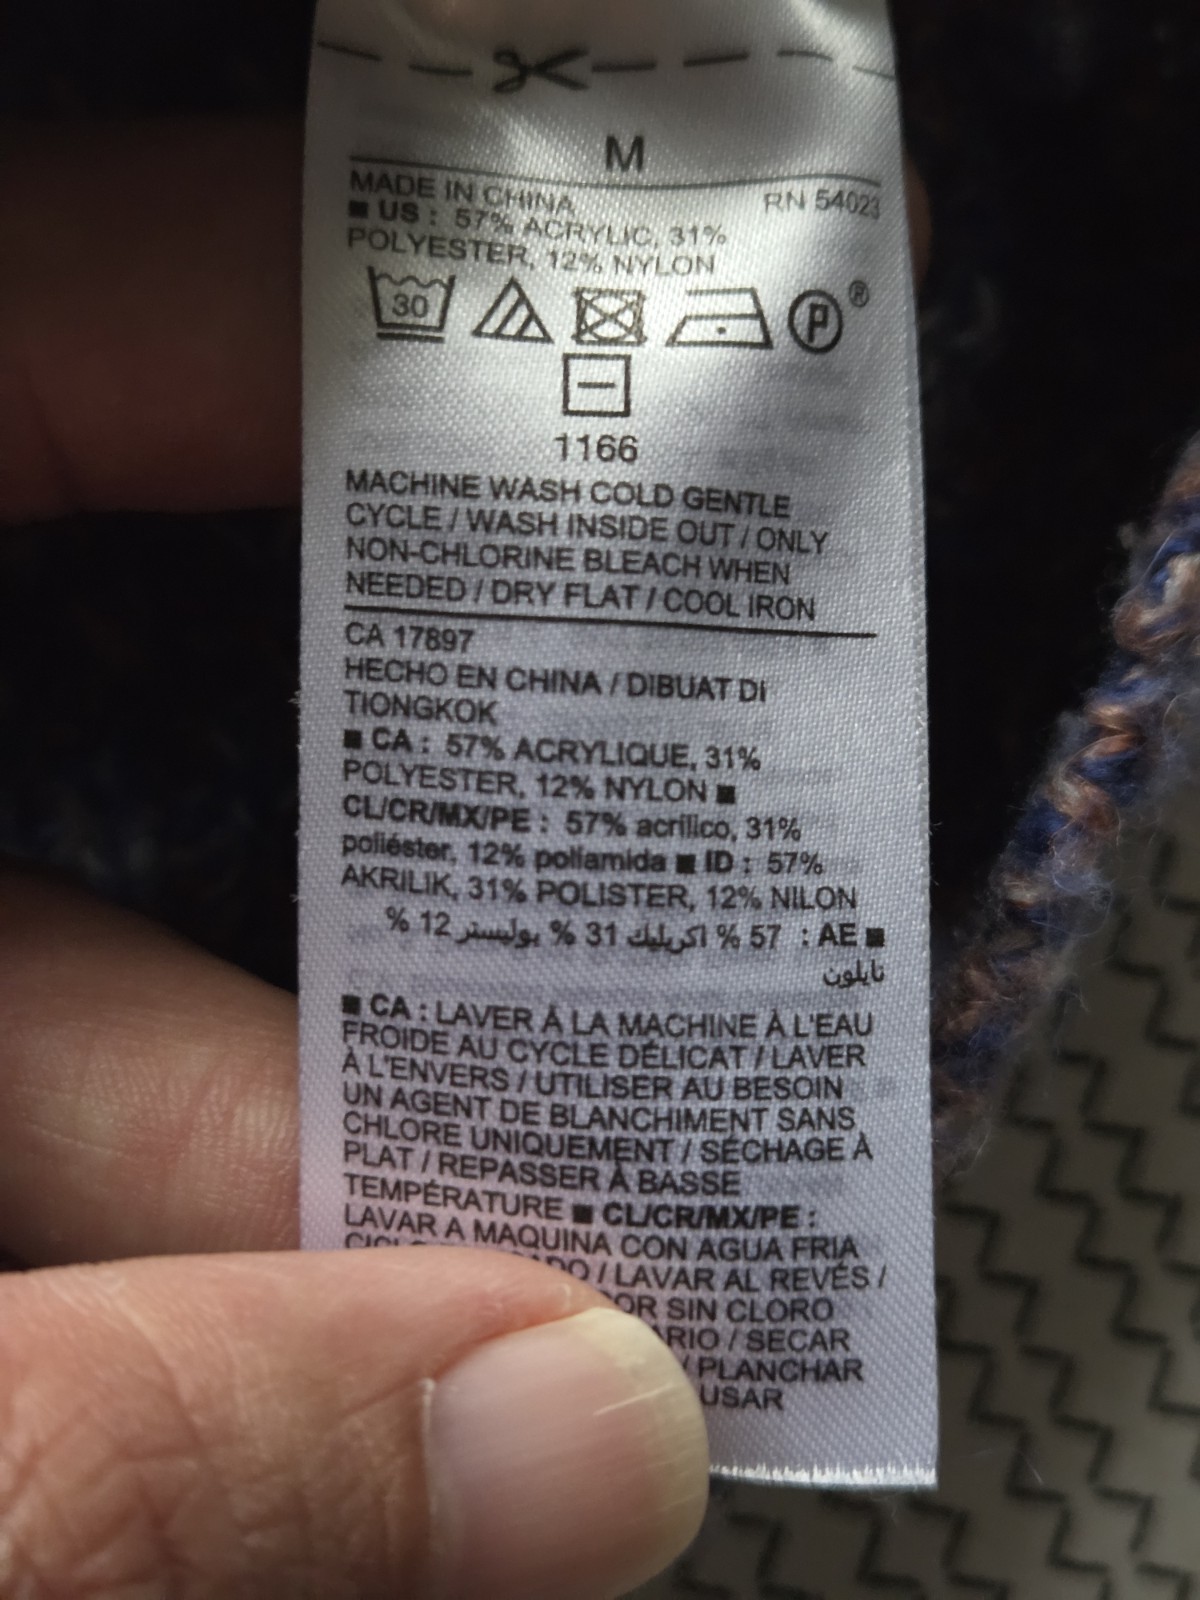 M
MADE IN CHINA RN 54023
■ US : 57% ACRYLIC, 31%
POLYESTER, 12% NYLON
30 P ®
1166
MACHINE WASH COLD GENTLE
CYCLE / WASH INSIDE OUT / ONLY
NON-CHLORINE BLEACH WHEN
NEEDED / DRY FLAT / COOL IRON
CA 17897
HECHO EN CHINA / DIBUAT DI
TIONGKOK
■ CA : 57% ACRYLIQUE, 31%
POLYESTER, 12% NYLON ■
CL/CR/MX/PE : 57% acrílico, 31%
poliéster, 12% poliamida ■ ID : 57%
AKRILIK, 31% POLISTER, 12% NILON
■ AE : 57 % اكريليك 31 % بوليستر 12 %
نايلون
■ CA : LAVER À LA MACHINE À L'EAU
FROIDE AU CYCLE DÉLICAT / LAVER
À L'ENVERS / UTILISER AU BESOIN
UN AGENT DE BLANCHIMENT SANS
CHLORE UNIQUEMENT / SÉCHAGE À
PLAT / REPASSER À BASSE
TEMPÉRATURE ■ CL/CR/MX/PE :
LAVAR A MAQUINA CON AGUA FRIA
/ LAVAR AL REVÉS /
SIN CLORO
/ SECAR
/ PLANCHAR
USAR